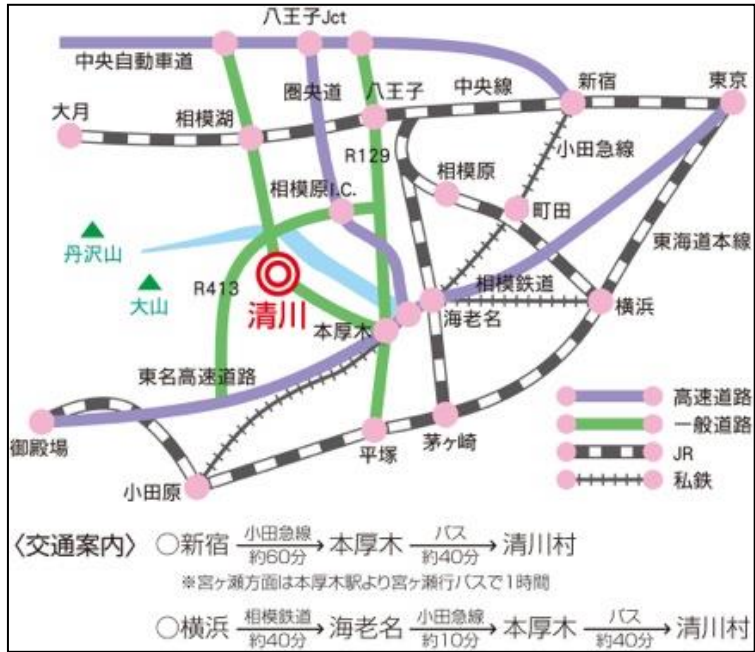 八王子Jct
中央自動車道
圏央道
八王子
中央線
新宿
東京
大月
相模湖
R129
小田急線
相模原
相模原I.C.
町田
東海道本線
丹沢山
大山
R413
清川
相模鉄道
本厚木
海老名
横浜
東名高速道路
御殿場
小田原
平塚
茅ヶ崎
高速道路
一般道路
JR
私鉄
〈交通案内〉 ○新宿 小田急線 約60分 本厚木 バス 約40分 清川村
※宮ヶ瀬方面は本厚木駅より宮ヶ瀬行バスで1時間
○横浜 相模鉄道 約40分 海老名 小田急線 約10分 本厚木 バス 約40分 清川村